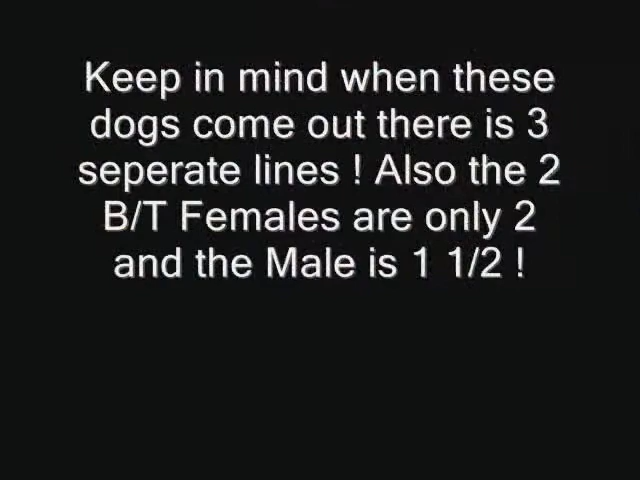 Keep in mind when these
dogs come out there is 3
seperate lines ! Also the 2
B/T Females are only 2
and the Male is 1 1/2 !